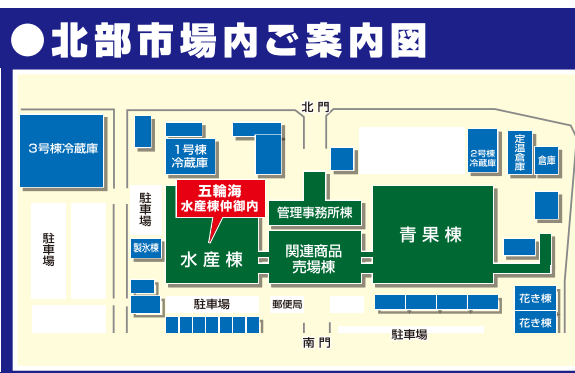 ●北部市場内ご案内図
北門
3号棟冷蔵庫
1号棟
冷蔵庫
2号棟
冷蔵庫
定温倉庫
倉庫
五輪海
水産棟仲御内
駐車場
管理事務所棟
駐車場
製氷棟
水産棟
関連商品
売場棟
青果棟
駐車場
郵便局
花き棟
花き棟
南門
駐車場